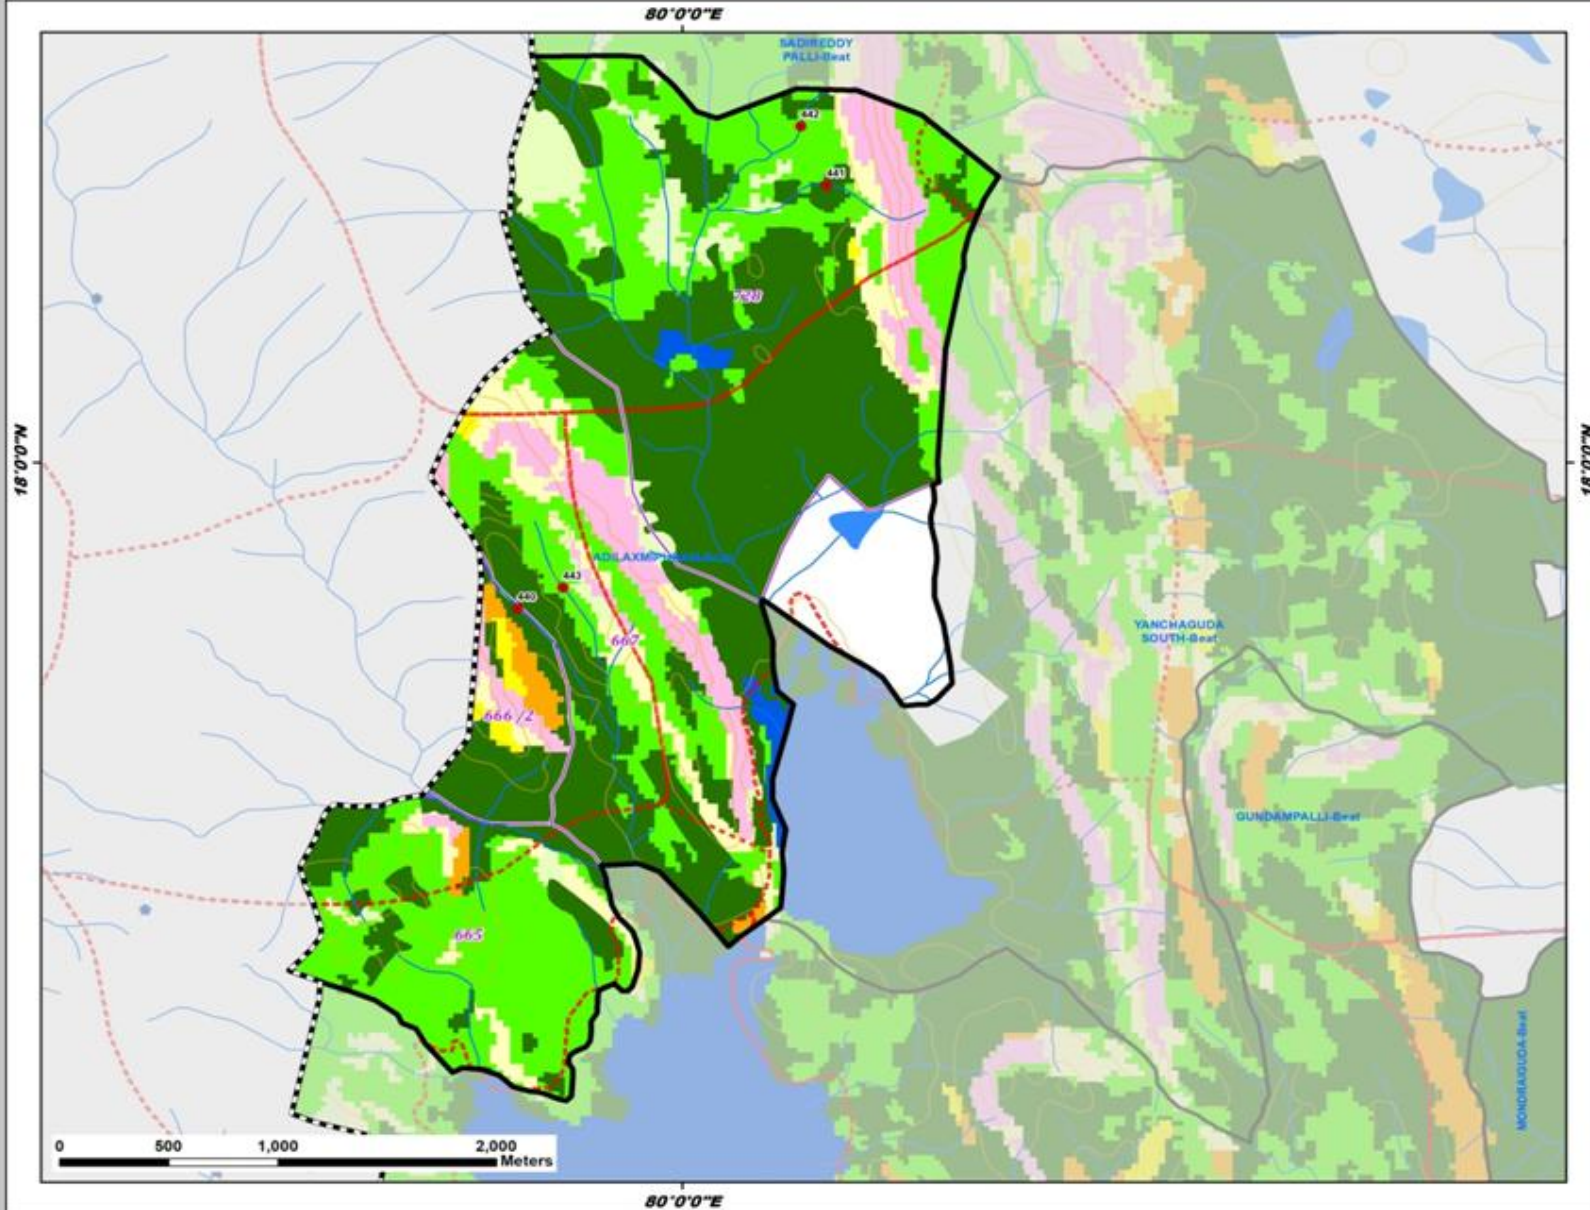 80°0'0"E
SADIREDDY
PALLI-Beat
442
441
728
18°0'0"N
18°0'0"N
443
440
667
YANCHAGUDA
SOUTH-Beat
666 /2
GUNDAMPALLI-Beat
665
MONDRAIGUDA-Beat
0 500 1,000 2,000
Meters
80°0'0"E